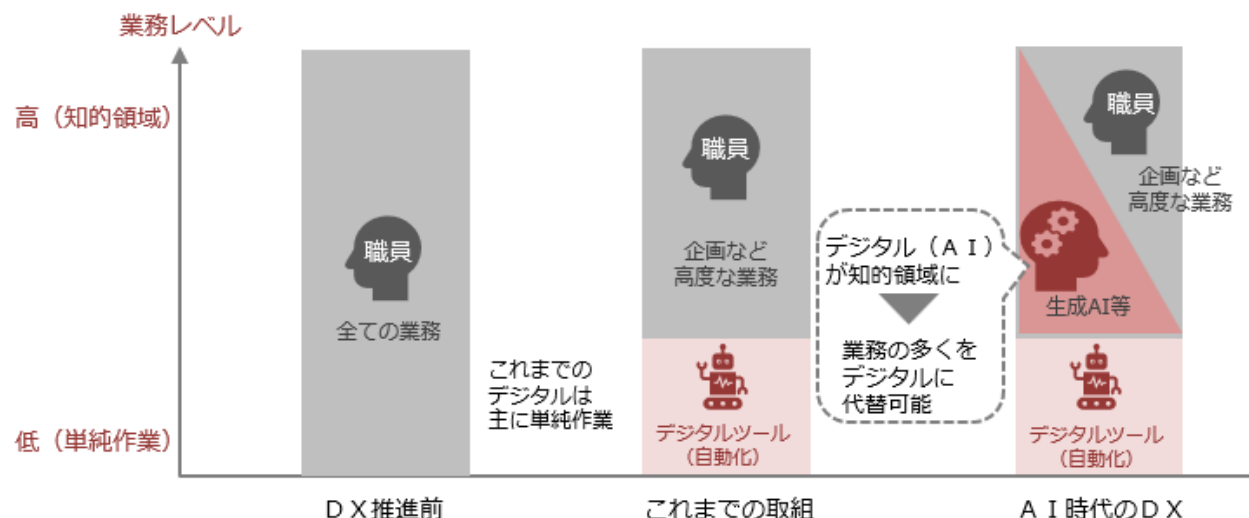 業務レベル
高（知的領域）
低（単純作業）
職員
全ての業務
ＤＸ推進前
これまでの
デジタルは
主に単純作業
職員
企画など
高度な業務
デジタルツール
（自動化）
これまでの取組
デジタル（ＡＩ）
が知的領域に
業務の多くを
デジタルに
代替可能
職員
企画など
高度な業務
生成AI等
デジタルツール
（自動化）
ＡＩ時代のＤＸ